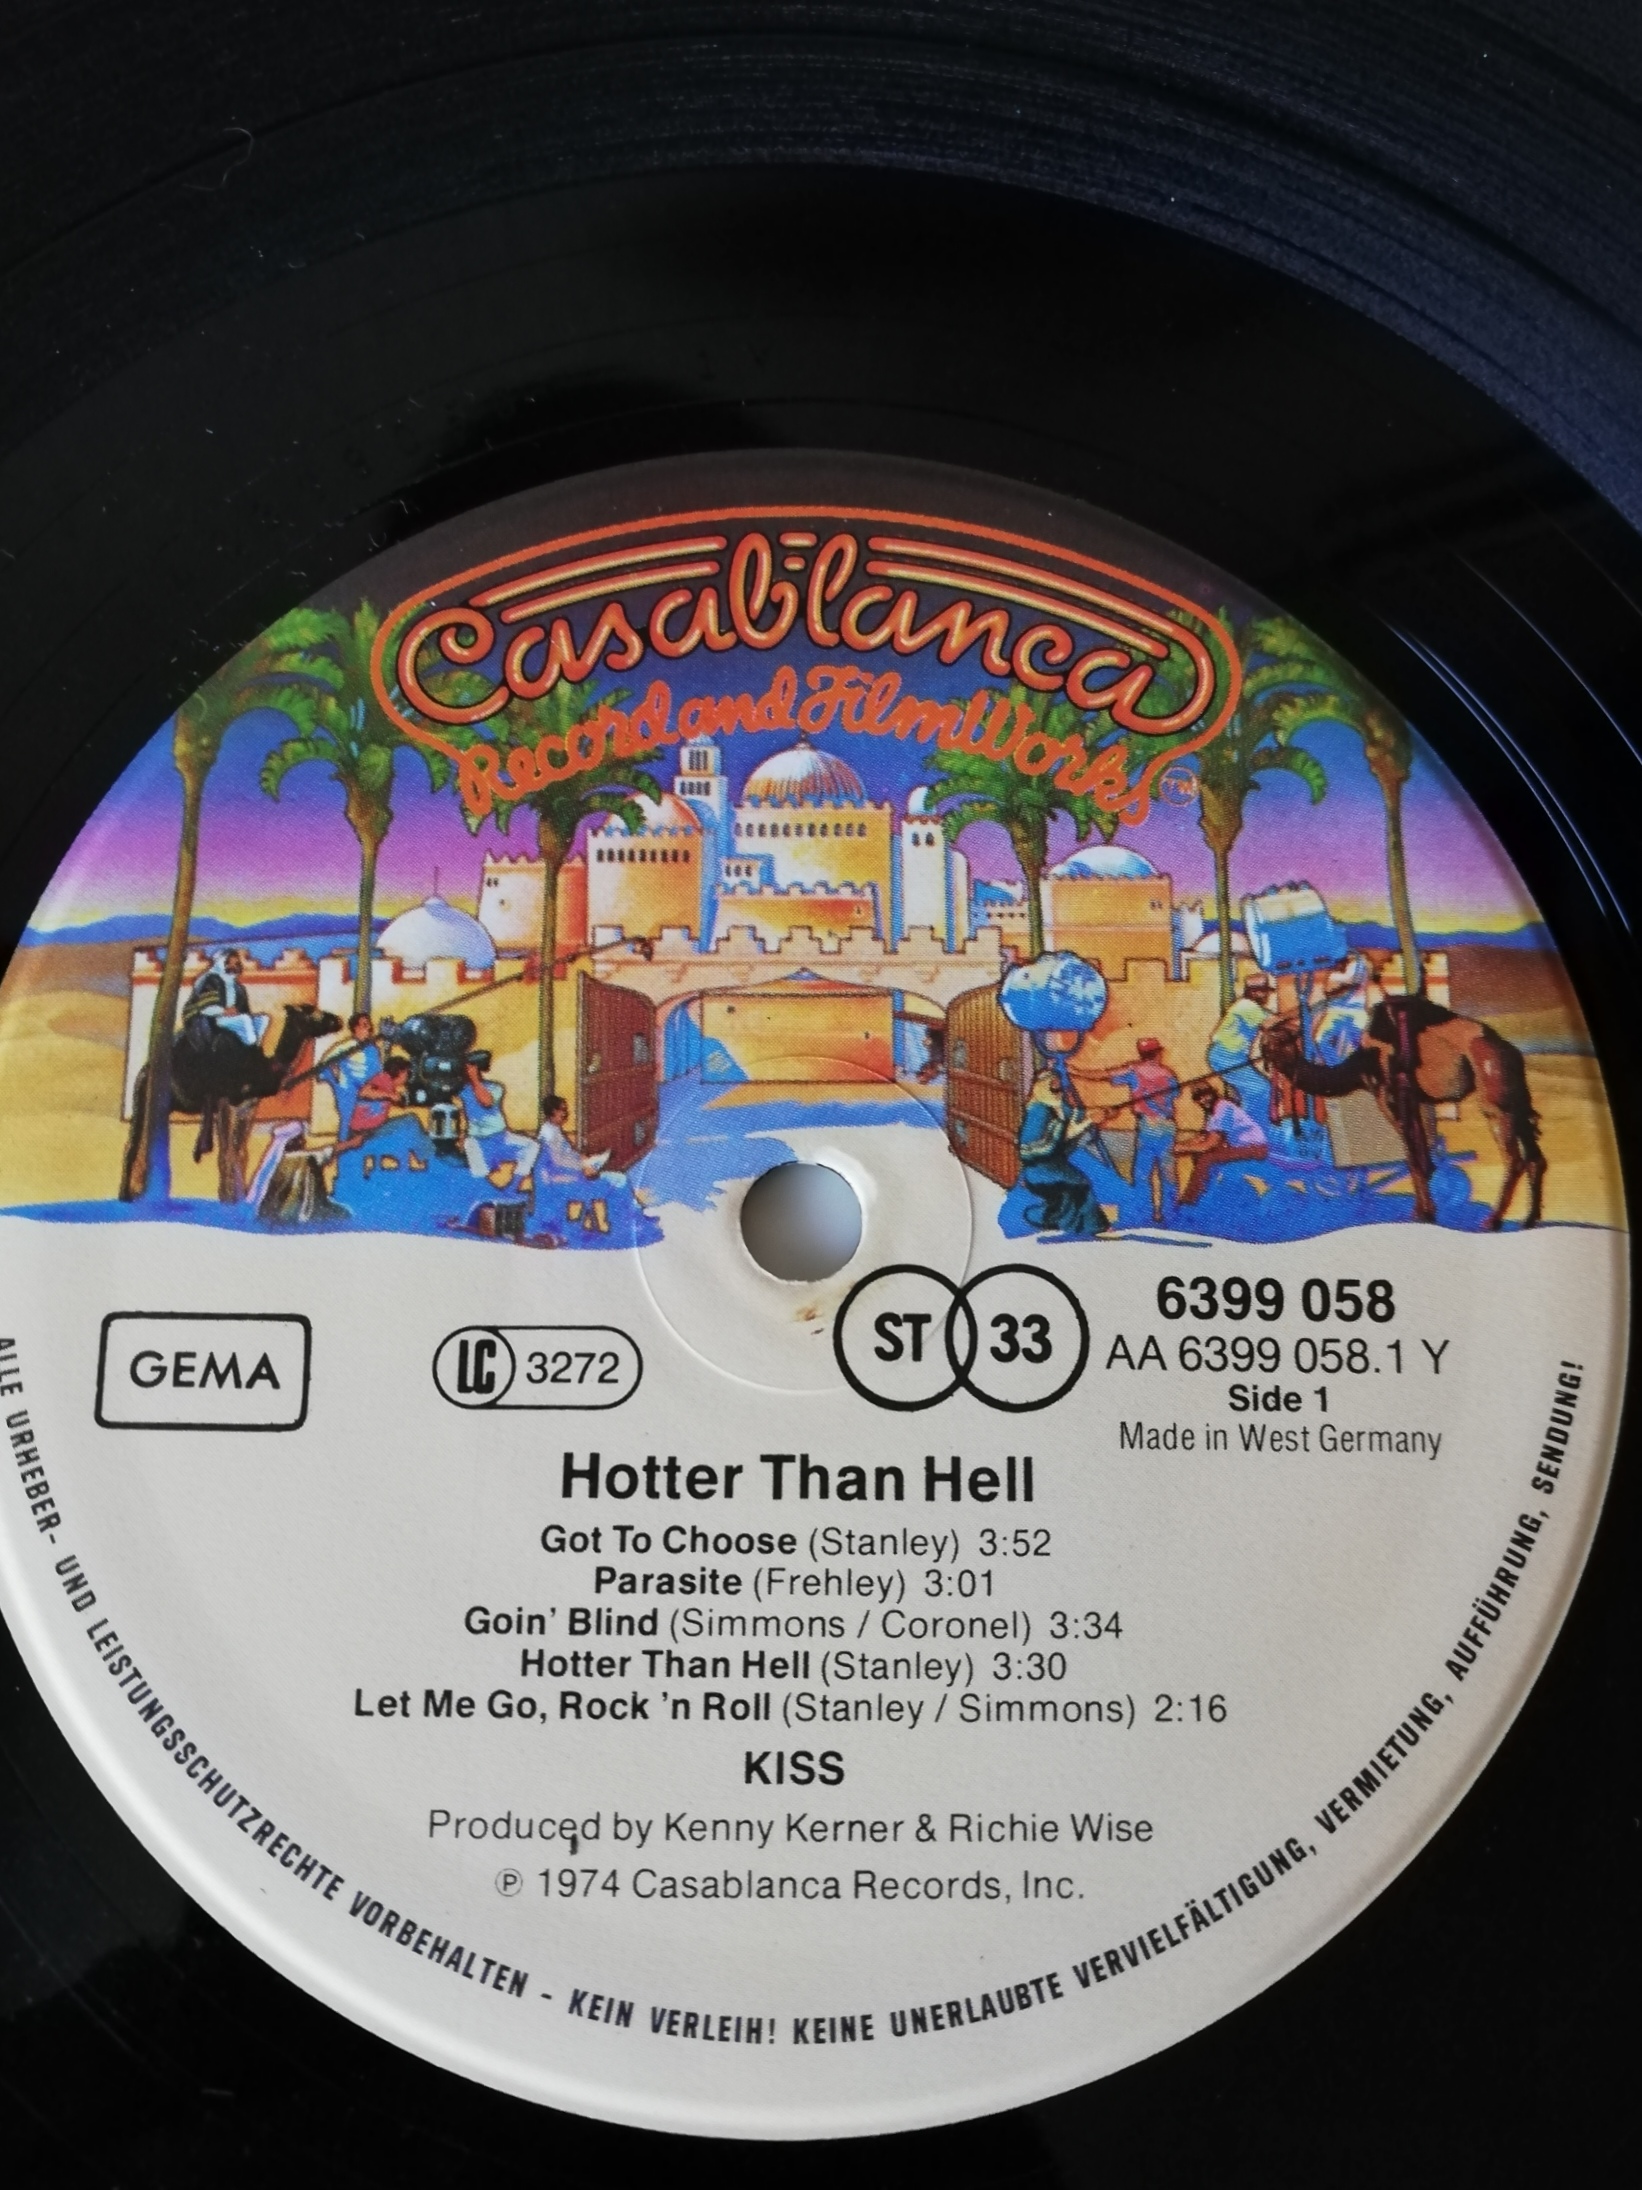 Casablanca
Record and FilmWorks TM
GEMA
LC 3272
ST 33
6399 058
AA 6399 058.1 Y
Side 1
Made in West Germany
Hotter Than Hell
Got To Choose (Stanley) 3:52
Parasite (Frehley) 3:01
Goin' Blind (Simmons / Coronel) 3:34
Hotter Than Hell (Stanley) 3:30
Let Me Go, Rock 'n Roll (Stanley / Simmons) 2:16
KISS
Produced by Kenny Kerner & Richie Wise
℗ 1974 Casablanca Records, Inc.
ALLE URHEBER- UND LEISTUNGSSCHUTZRECHTE VORBEHALTEN - KEIN VERLEIH! KEINE UNERLAUBTE VERVIELFÄLTIGUNG, VERMIETUNG, AUFFÜHRUNG, SENDUNG!